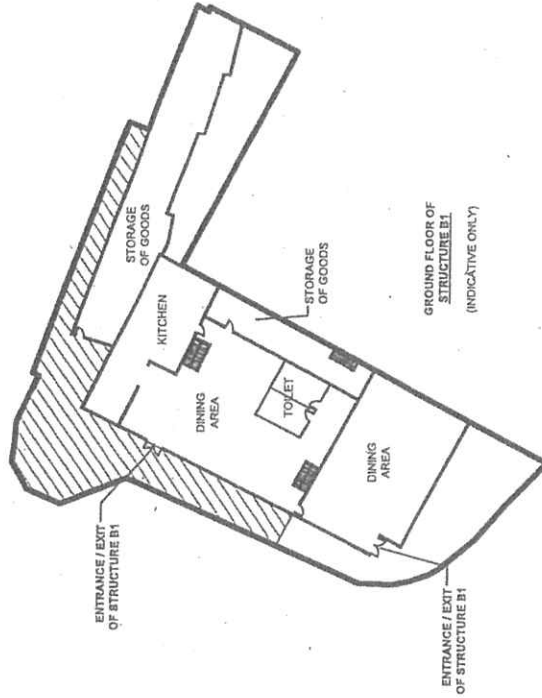 STORAGE
OF GOODS
KITCHEN
STORAGE
OF GOODS
DINING
AREA
TOILET
DINING
AREA
ENTRANCE / EXIT
OF STRUCTURE B1
ENTRANCE / EXIT
OF STRUCTURE B1
GROUND FLOOR OF
STRUCTURE B1
(INDICATIVE ONLY)